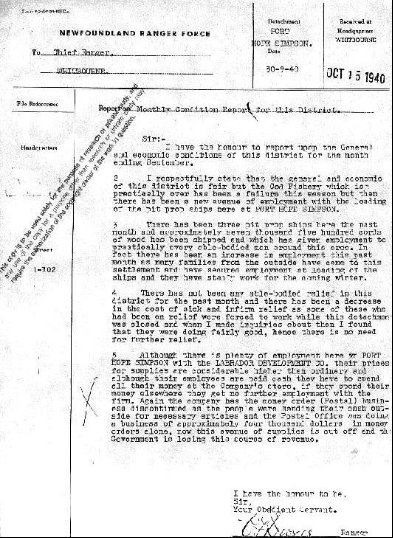 NEWFOUNDLAND RANGER FORCE
Detachment
PORT
HOPE SIMPSON.
Date
30-9-40
Received at
Headquarters
WHITBOURNE
OCT 15 1940
To Chief Ranger,
WHITBOURNE.
File References
Headquarters
Report on Monthly Condition Report for this District.
Sir:-
I have the honour to report upon the General
and economic conditions of this district for the month
ending September.
2 I respectfully state that the general and economic
of this district is fair but the Cod Fishery which is
practically over has been a failure this season but then
there has been a new avenue of employment with the loading
of the pit prop ships here at PORT HOPE SIMPSON.
3 There has been three pit prop ships here the past
month and approximately seven thousand five hundred cords
of wood has been shipped and which has given employment to
practically every able-bodied man around this area. In
fact there has been an increase in employment this past
month as many families from the outside have come to this
settlement and have secured employment at loading of the
ships and they have stady work for the coming winter.
4 There has not been any able-bodied relief in this
district for the past month and there has been a decrease
in the cost of sick and infirm relief as some of those who
had been on relief were forced to work while this detachment
was closed and when I made inquiries about them I found
that they were doing fairly good, hence there is no need
for further relief.
5 Although there is plenty of employment here at PORT
HOPE SIMPSON with the LABRADOR DEVELOPMENT CO. their prices
for supplies are considerable higher than ordinary and
although their employees are paid cash they have to spend
all their money at the Company's store, if they spend their
money elsewhere they get no further employment with the
firm. Again the company has the money order (Postal) busin-
ess discontinued as the people were sending their cash out-
side for necessary articles and the Postal Office was doing
a business of approximately four thousand dollars in money
orders alone, now this avenue of supplies is cut off and the
Government is losing this source of revenue.
I have the honour to be,
Sir,
Your Obedient Servant.
Ranger